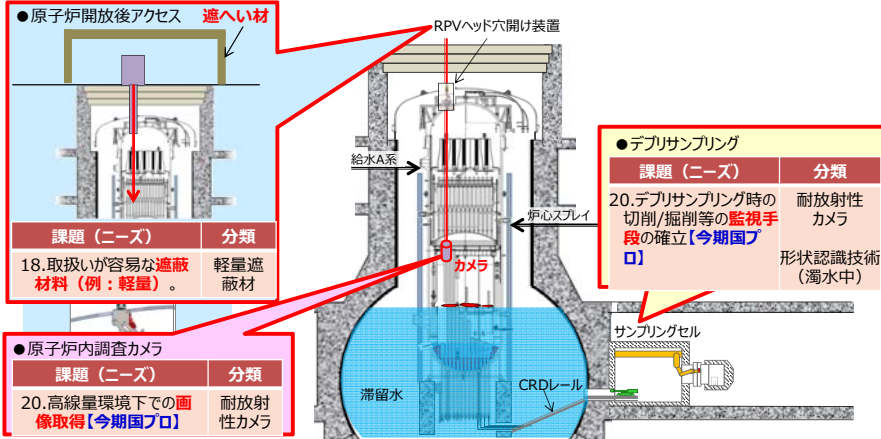 ●原子炉開放後アクセス 遮へい材
課題（ニーズ） 分類
18.取扱いが容易な遮蔽
材料（例：軽量）。
軽量遮
蔽材
●原子炉内調査カメラ
課題（ニーズ） 分類
20.高線量環境下での画
像取得【今期国プロ】
耐放射
性カメラ
RPVヘッド穴開け装置
給水A系
炉心スプレイ
カメラ
滞留水
CRDレール
サンプリングセル
●デブリサンプリング
課題（ニーズ） 分類
20.デブリサンプリング時の
切削/掘削等の監視手
段の確立【今期国プ
ロ】
耐放射性
カメラ
形状認識技術
（濁水中）